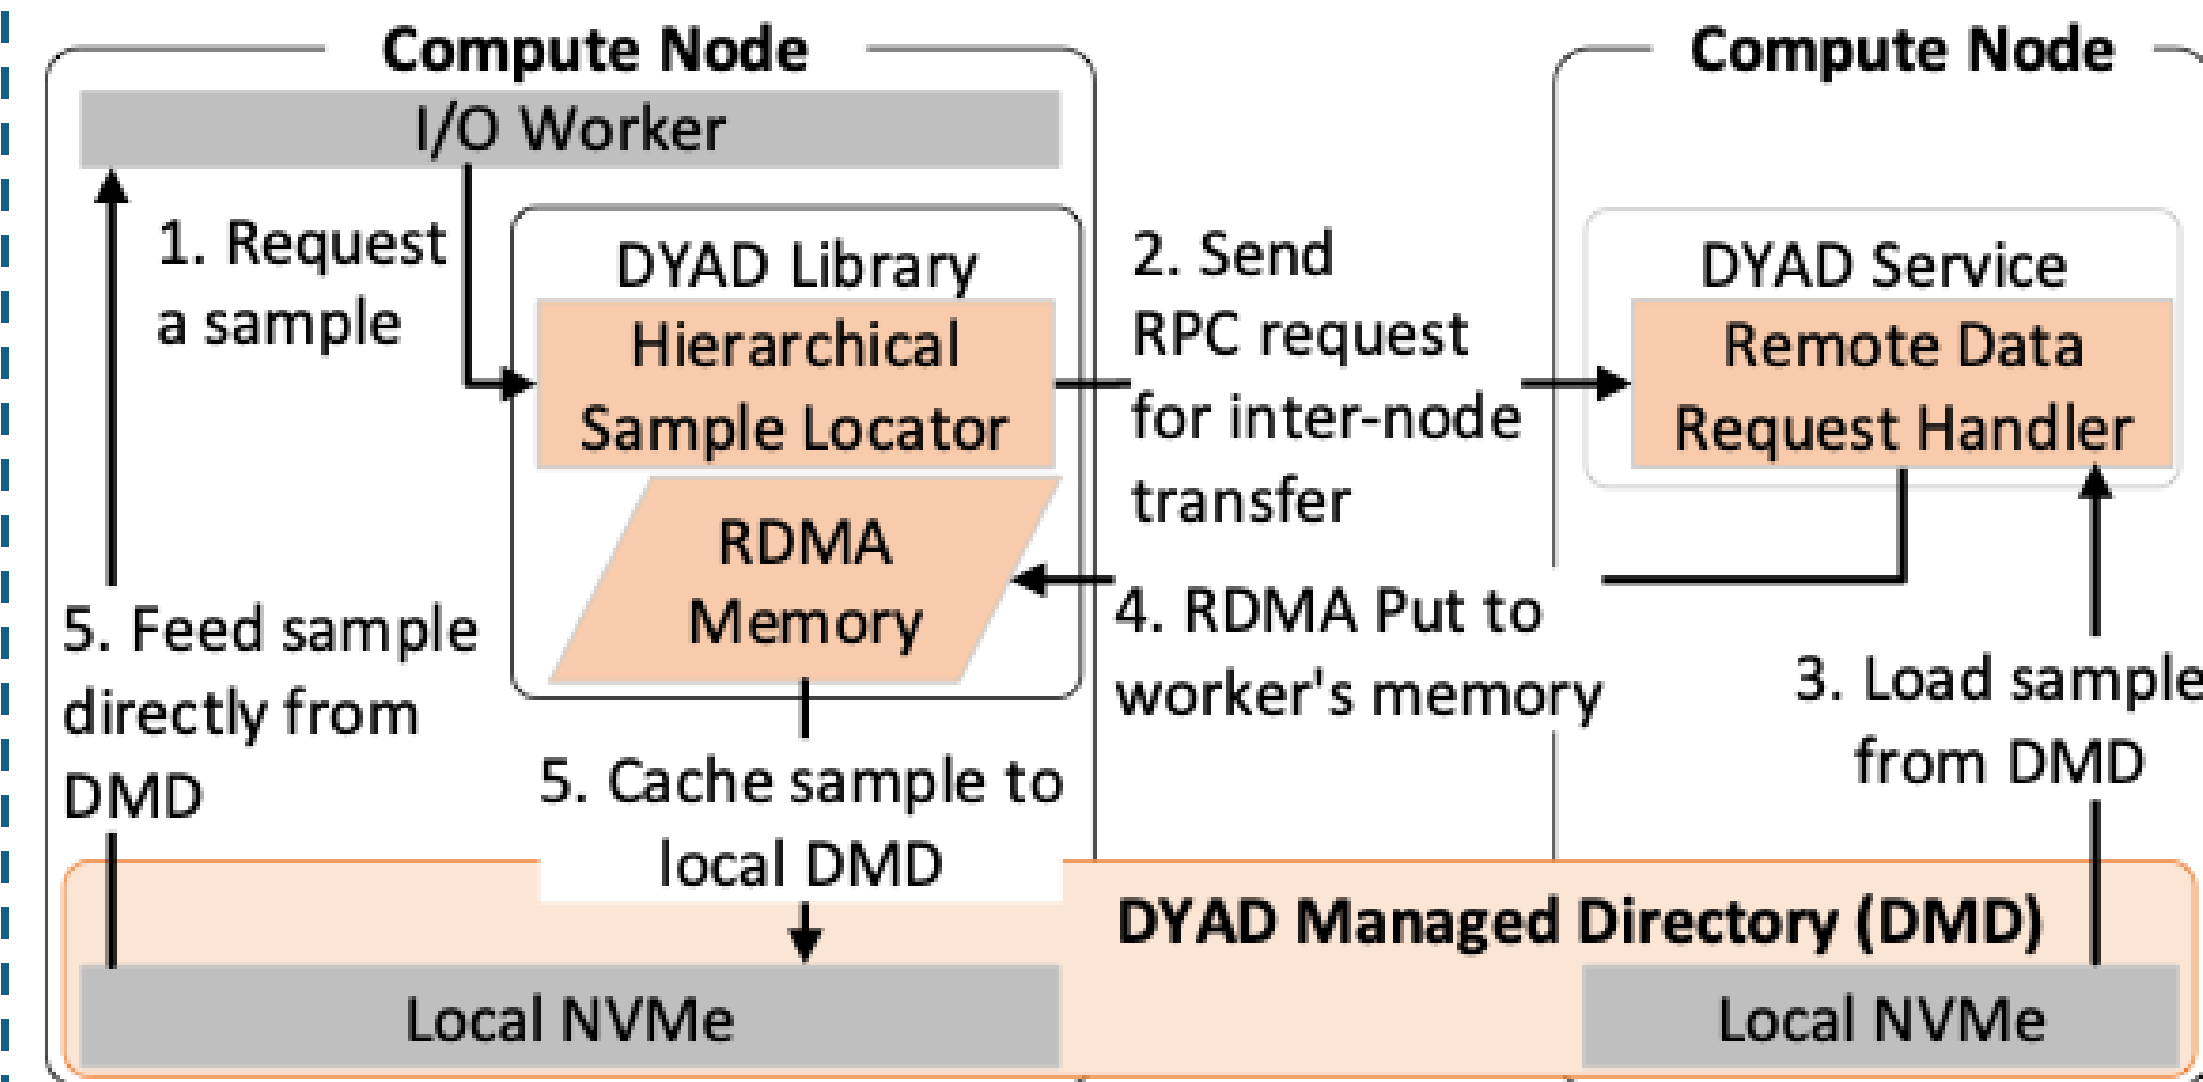 Compute Node
I/O Worker
1. Request
a sample
DYAD Library
Hierarchical
Sample Locator
RDMA
Memory
5. Feed sample
directly from
DMD
5. Cache sample to
local DMD
Local NVMe
2. Send
RPC request
for inter-node
transfer
4. RDMA Put to
worker's memory
Compute Node
DYAD Service
Remote Data
Request Handler
3. Load sample
from DMD
DYAD Managed Directory (DMD)
Local NVMe